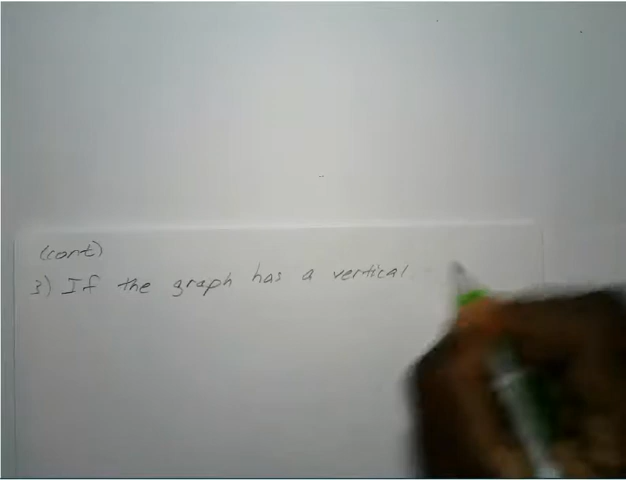 (cont)
3) If the graph has a vertical